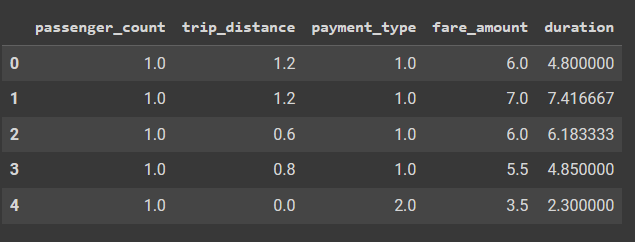 passenger_count trip_distance payment_type fare_amount duration
0 1.0 1.2 1.0 6.0 4.800000
1 1.0 1.2 1.0 7.0 7.416667
2 1.0 0.6 1.0 6.0 6.183333
3 1.0 0.8 1.0 5.5 4.850000
4 1.0 0.0 2.0 3.5 2.300000